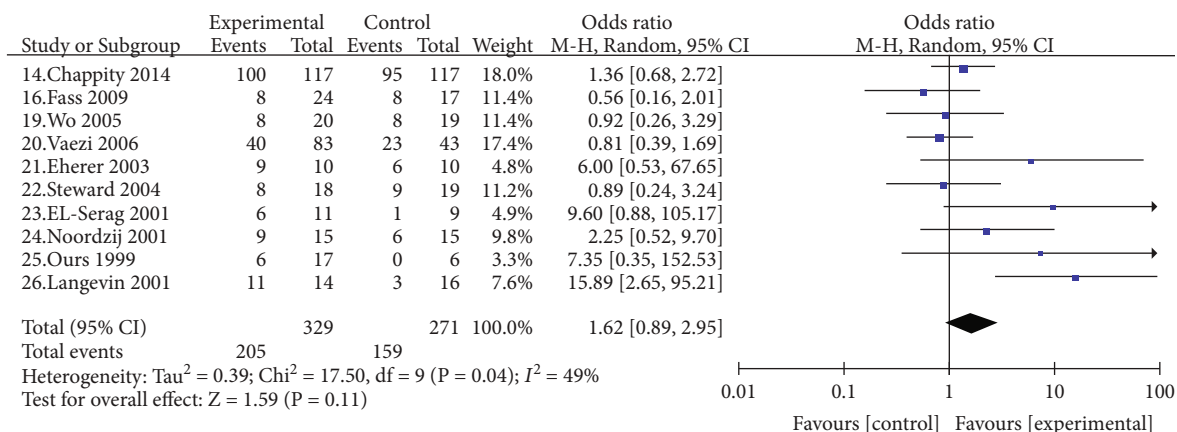 Experimental Control Odds ratio Odds ratio
Study or Subgroup Events Total Events Total Weight M-H, Random, 95% CI M-H, Random, 95% CI
14.Chappity 2014 100 117 95 117 18.0% 1.36 [0.68, 2.72]
16.Fass 2009 8 24 8 17 11.4% 0.56 [0.16, 2.01]
19.Wo 2005 8 20 8 19 11.4% 0.92 [0.26, 3.29]
20.Vaezi 2006 40 83 23 43 17.4% 0.81 [0.39, 1.69]
21.Eherer 2003 9 10 6 10 4.8% 6.00 [0.53, 67.65]
22.Steward 2004 8 18 9 19 11.2% 0.89 [0.24, 3.24]
23.EL-Serag 2001 6 11 1 9 4.9% 9.60 [0.88, 105.17]
24.Noordzij 2001 9 15 6 15 9.8% 2.25 [0.52, 9.70]
25.Ours 1999 6 17 0 6 3.3% 7.35 [0.35, 152.53]
26.Langevin 2001 11 14 3 16 7.6% 15.89 [2.65, 95.21]
Total (95% CI) 329 271 100.0% 1.62 [0.89, 2.95]
Total events 205 159
Heterogeneity: Tau² = 0.39; Chi² = 17.50, df = 9 (P = 0.04); I² = 49%
Test for overall effect: Z = 1.59 (P = 0.11)
0.01 0.1 1 10 100
Favours [control] Favours [experimental]